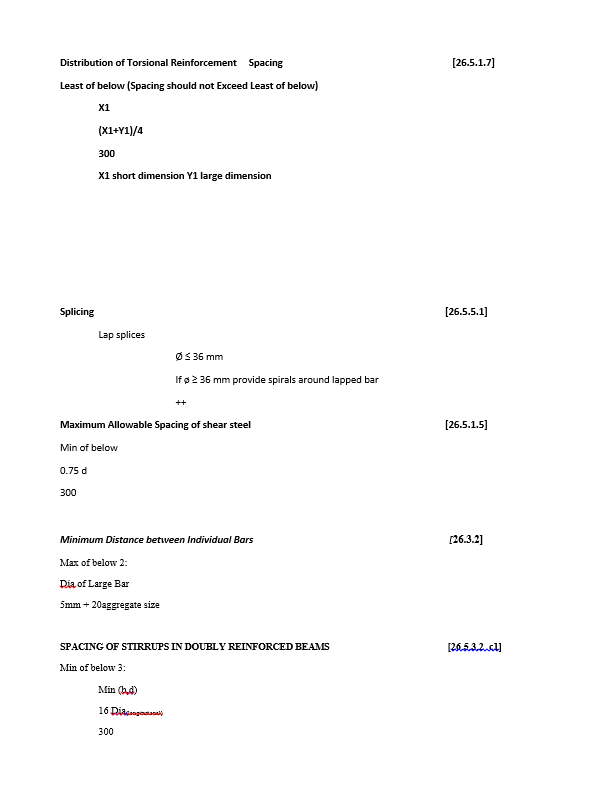 Distribution of Torsional Reinforcement Spacing [26.5.1.7]
Least of below (Spacing should not Exceed Least of below)
X1
(X1+Y1)/4
300
X1 short dimension Y1 large dimension
Splicing [26.5.5.1]
Lap splices
Ø ≤ 36 mm
If ø ≥ 36 mm provide spirals around lapped bar
++
Maximum Allowable Spacing of shear steel [26.5.1.5]
Min of below
0.75 d
300
Minimum Distance between Individual Bars [26.3.2]
Max of below 2:
Dia of Large Bar
5mm + 20aggregate size
SPACING OF STIRRUPS IN DOUBLY REINFORCED BEAMS [26.5.3.2. c1]
Min of below 3:
Min (b,d)
16 Dia
300